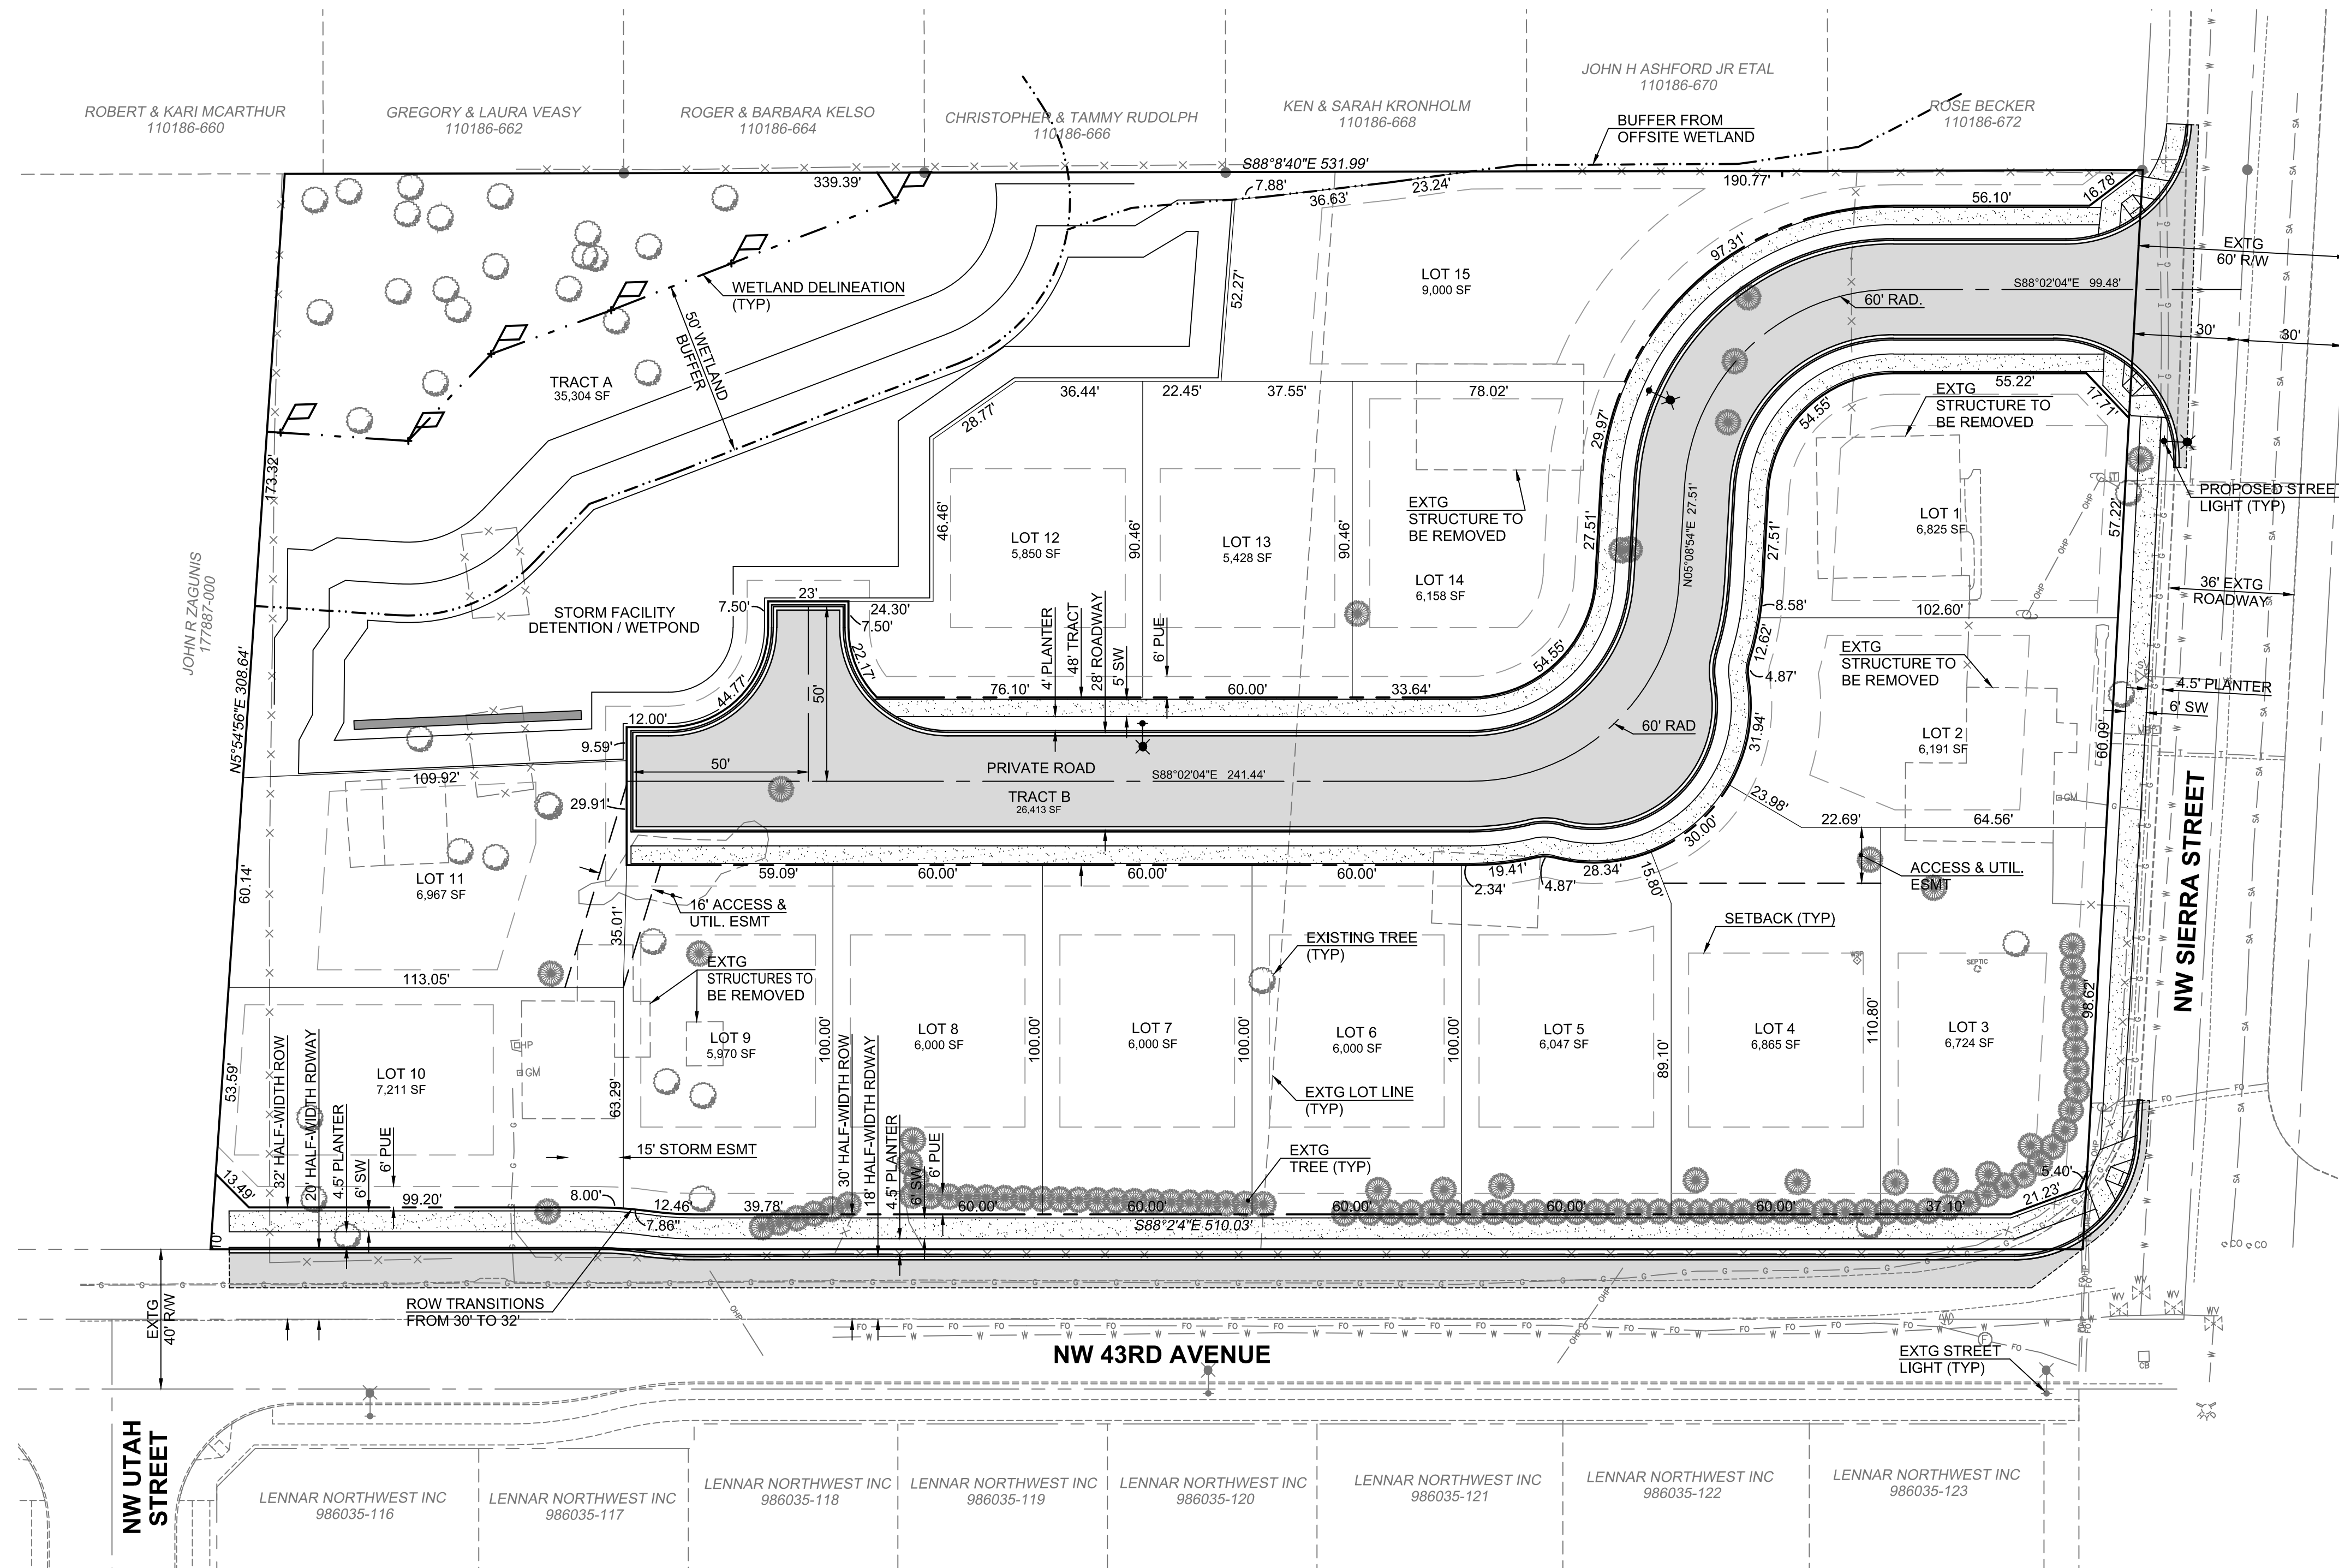 ROBERT & KARI MCARTHUR
110186-660
GREGORY & LAURA VEASY
110186-662
ROGER & BARBARA KELSO
110186-664
CHRISTOPHER & TAMMY RUDOLPH
110186-666
KEN & SARAH KRONHOLM
110186-668
JOHN H ASHFORD JR ETAL
110186-670
ROSE BECKER
110186-672
BUFFER FROM
OFFSITE WETLAND
S88°8'40"E 531.99'
339.39'
7.88'
36.63'
23.24'
190.77'
56.10'
16.78'
97.31'
EXTG
60' R/W
S88°02'04"E 99.48'
60' RAD.
30'
30'
LOT 15
9,000 SF
52.27'
WETLAND DELINEATION
(TYP)
50' WETLAND
BUFFER
TRACT A
35,304 SF
173.32'
36.44'
22.45'
37.55'
78.02'
28.77'
29.97'
55.22'
17.71'
54.55'
EXTG
STRUCTURE TO
BE REMOVED
EXTG
STRUCTURE TO
BE REMOVED
PROPOSED STREE
LIGHT (TYP)
LOT 1
6,825 SF
57.22'
27.51'
27.51'
N05°08'54"E 27.51'
LOT 12
5,850 SF
46.46'
90.46'
LOT 13
5,428 SF
90.46'
LOT 14
6,158 SF
JOHN R ZAGUNIS
177887-000
N5°54'56"E 308.64'
STORM FACILITY
DETENTION / WETPOND
7.50'
23'
24.30'
7.50'
22.17'
44.77'
50'
50'
12.00'
9.59'
4' PLANTER
48' TRACT
28' ROADWAY
5' SW
6' PUE
76.10'
60.00'
33.64'
54.55'
8.58'
12.62'
4.87'
31.94'
102.60'
36' EXTG
ROADWAY
EXTG
STRUCTURE TO
BE REMOVED
4.5' PLANTER
6' SW
LOT 2
6,191 SF
60.09'
GM
60' RAD
PRIVATE ROAD
S88°02'04"E 241.44'
TRACT B
26,413 SF
109.92'
29.91'
23.98'
30.00'
22.69'
64.56'
NW SIERRA STREET
LOT 11
6,967 SF
60.14'
59.09'
60.00'
60.00'
60.00'
2.34'
19.41'
4.87'
28.34'
15.80'
ACCESS & UTIL.
ESMT
16' ACCESS &
UTIL. ESMT
35.01'
EXISTING TREE
(TYP)
SETBACK (TYP)
SEPTIC
113.05'
EXTG
STRUCTURES TO
BE REMOVED
LOT 10
7,211 SF
HP
GM
53.59'
63.29'
LOT 9
5,970 SF
100.00'
LOT 8
6,000 SF
100.00'
LOT 7
6,000 SF
100.00'
LOT 6
6,000 SF
100.00'
LOT 5
6,047 SF
89.10'
LOT 4
6,865 SF
110.80'
LOT 3
6,724 SF
98.62'
EXTG LOT LINE
(TYP)
32' HALF-WIDTH ROW
20' HALF-WIDTH RDWAY
4.5' PLANTER
6' SW
6' PUE
15' STORM ESMT
30' HALF-WIDTH ROW
18' HALF-WIDTH RDWAY
4.5' PLANTER
6' SW
6' PUE
EXTG
TREE (TYP)
13.49'
99.20'
8.00'
7.86"
12.46'
39.78'
60.00'
60.00'
60.00'
60.00'
60.00'
37.10'
21.23'
5.40'
S88°2'4"E 510.03'
10'
EXTG
40' R/W
ROW TRANSITIONS
FROM 30' TO 32'
OHP
OHP
NW 43RD AVENUE
EXTG STREET
LIGHT (TYP)
CO
CO
WV
WV
WV
WV
CB
NW UTAH
STREET
LENNAR NORTHWEST INC
986035-116
LENNAR NORTHWEST INC
986035-117
LENNAR NORTHWEST INC
986035-118
LENNAR NORTHWEST INC
986035-119
LENNAR NORTHWEST INC
986035-120
LENNAR NORTHWEST INC
986035-121
LENNAR NORTHWEST INC
986035-122
LENNAR NORTHWEST INC
986035-123